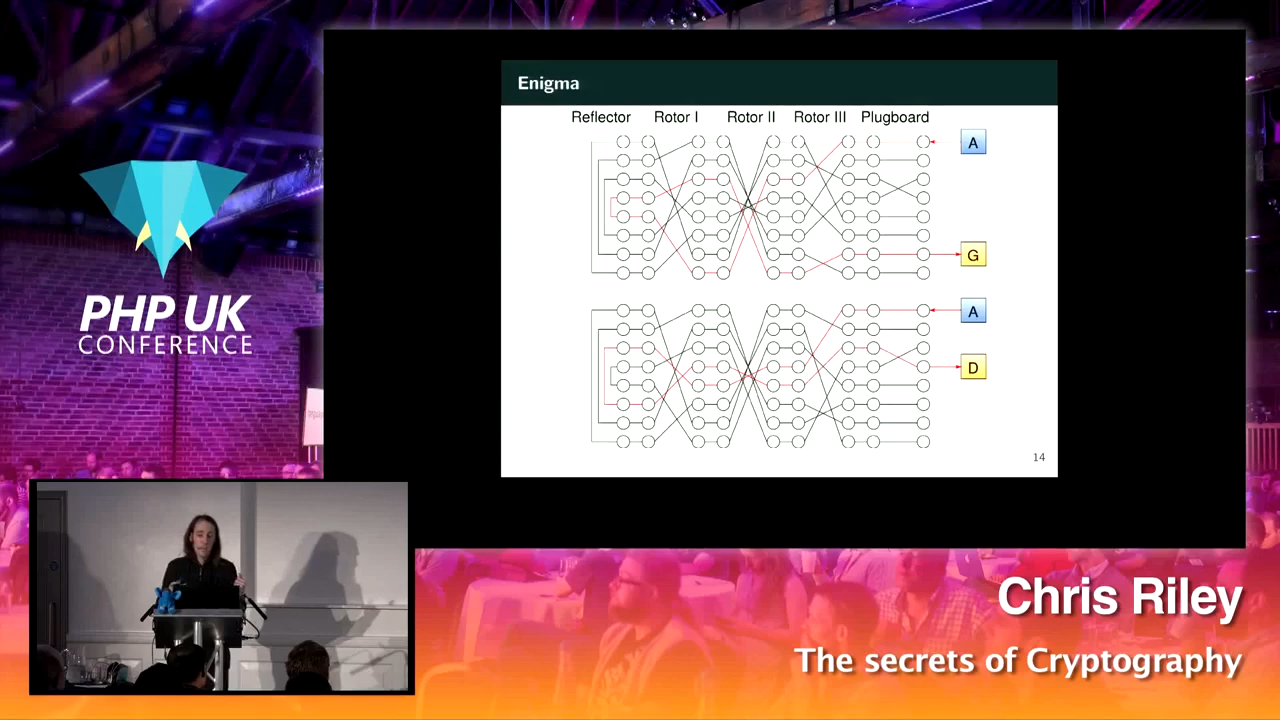 Enigma
Reflector Rotor I Rotor II Rotor III Plugboard
A
G
A
D
14
PHP UK
CONFERENCE
Chris Riley
The secrets of Cryptography